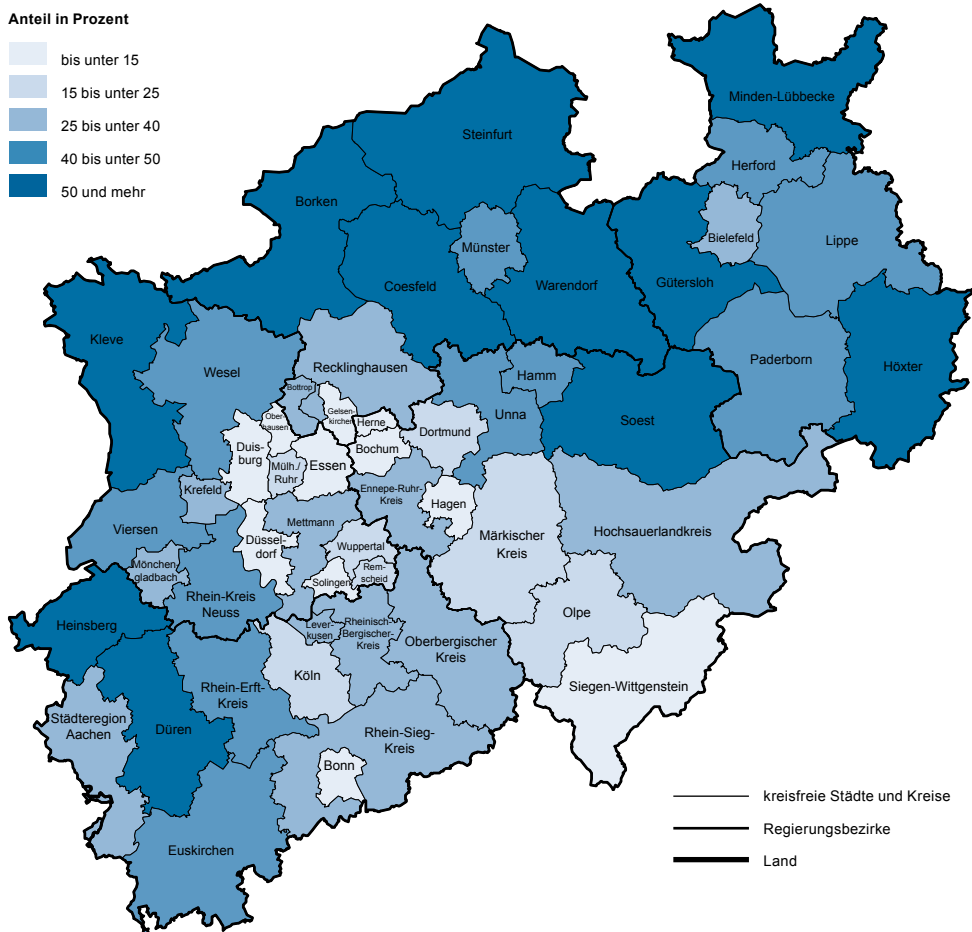 Anteil in Prozent
bis unter 15
15 bis unter 25
25 bis unter 40
40 bis unter 50
50 und mehr
Minden-Lübbecke
Steinfurt
Herford
Borken
Bielefeld
Lippe
Münster
Coesfeld
Warendorf
Gütersloh
Kleve
Höxter
Wesel
Recklinghausen
Paderborn
Hamm
Bottrop
Unna
Soest
Gelsen-
kirchen
Ober-
hausen
Herne
Dortmund
Duis-
burg
Bochum
Essen
Mülh./
Ruhr
Krefeld
Ennepe-Ruhr-
Kreis
Hagen
Viersen
Mettmann
Märkischer
Kreis
Hochsauerlandkreis
Düssel-
dorf
Wuppertal
Mönchen-
gladbach
Rem-
scheid
Solingen
Rhein-Kreis
Neuss
Heinsberg
Olpe
Lever-
kusen
Rheinisch-
Bergischer-
Kreis
Oberbergischer
Kreis
Köln
Rhein-Erft-
Kreis
Siegen-Wittgenstein
Städteregion
Aachen
Düren
Rhein-Sieg-
Kreis
Bonn
Euskirchen
kreisfreie Städte und Kreise
Regierungsbezirke
Land